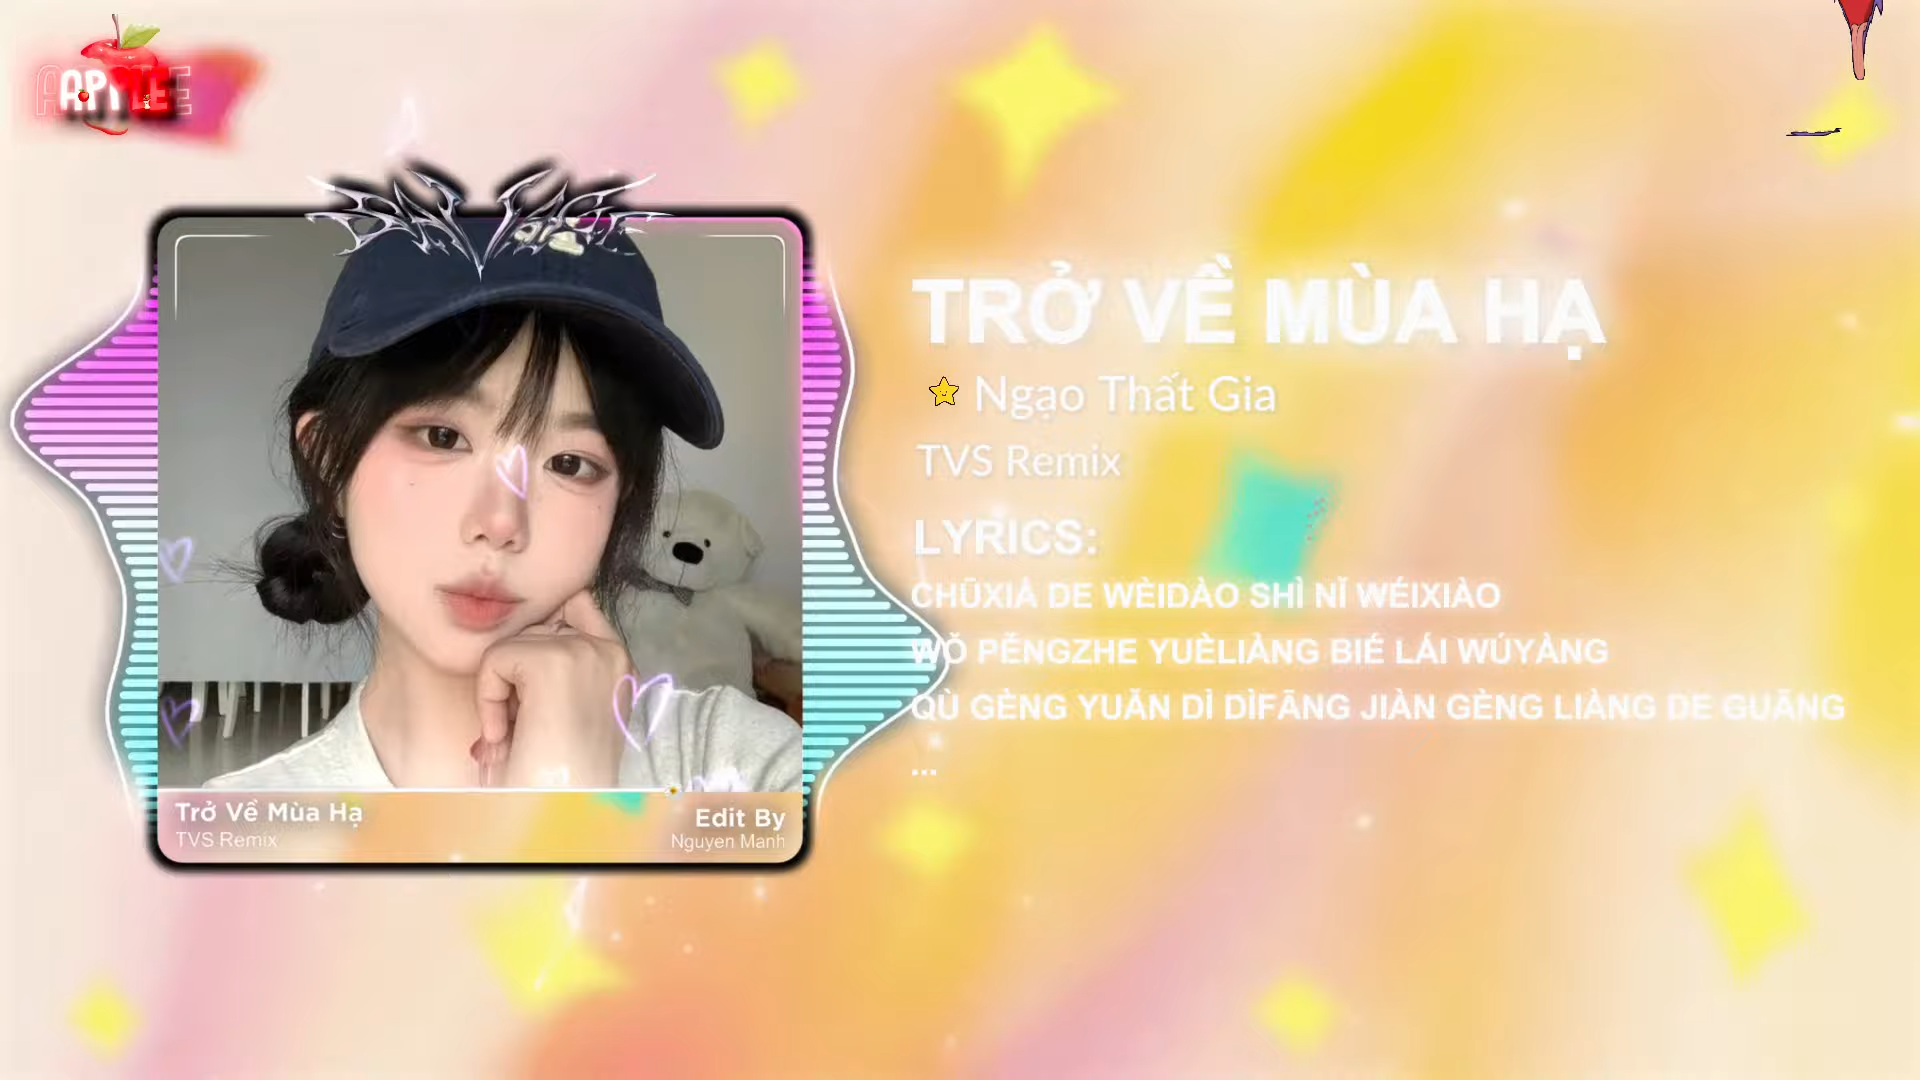 APPLE
TRỞ VỀ MÙA HẠ
Ngạo Thất Gia
TVS Remix
LYRICS:
CHŪXIÀ DE WÈIDÀO SHÌ NǏ WÉIXIÀO
WǑ PĚNGZHE YUÈLIÀNG BIÉ LÁI WÚYÀNG
QÙ GÈNG YUǍN DÌ DÌFĀNG JIÀN GÈNG LIÀNG DE GUĀNG
...
Trở Về Mùa Hạ
TVS Remix
Edit By
Nguyen Manh